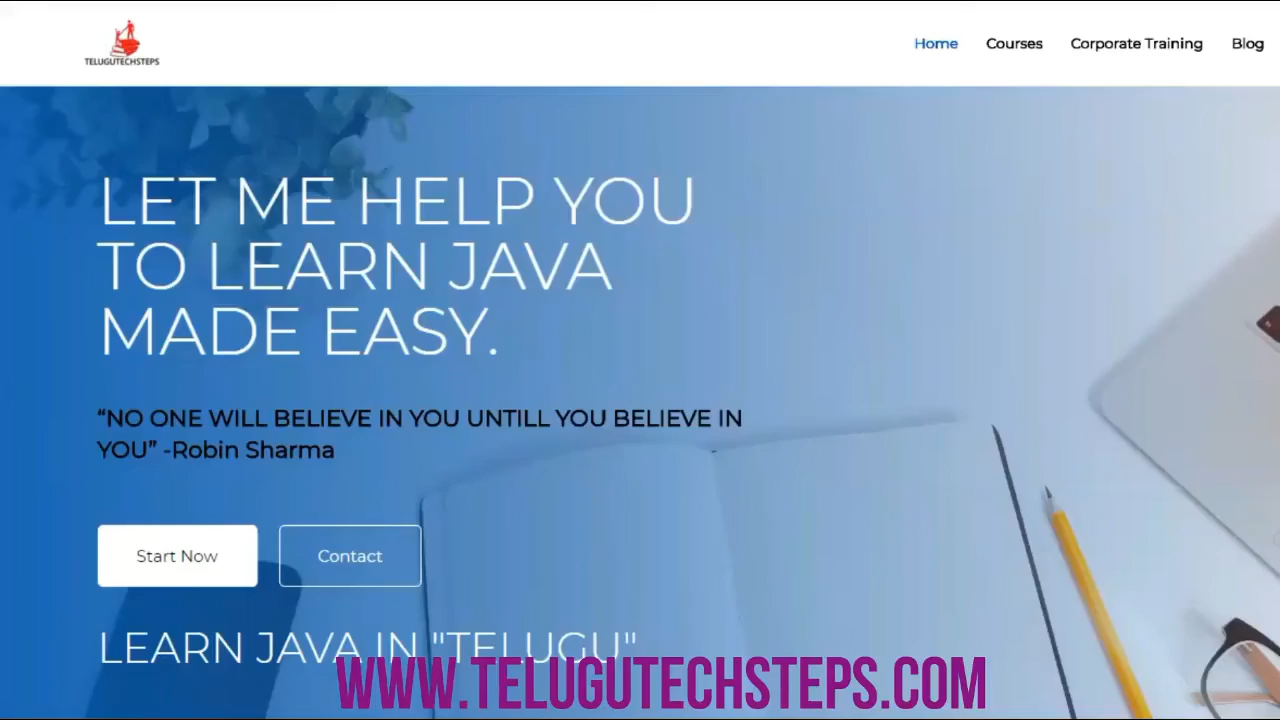 TELUGUTECHSTEPS
Home Courses Corporate Training Blog
LET ME HELP YOU
TO LEARN JAVA
MADE EASY.
“NO ONE WILL BELIEVE IN YOU UNTILL YOU BELIEVE IN
YOU” -Robin Sharma
Start Now Contact
LEARN JAVA IN "TELUGU"
WWW.TELUGUTECHSTEPS.COM